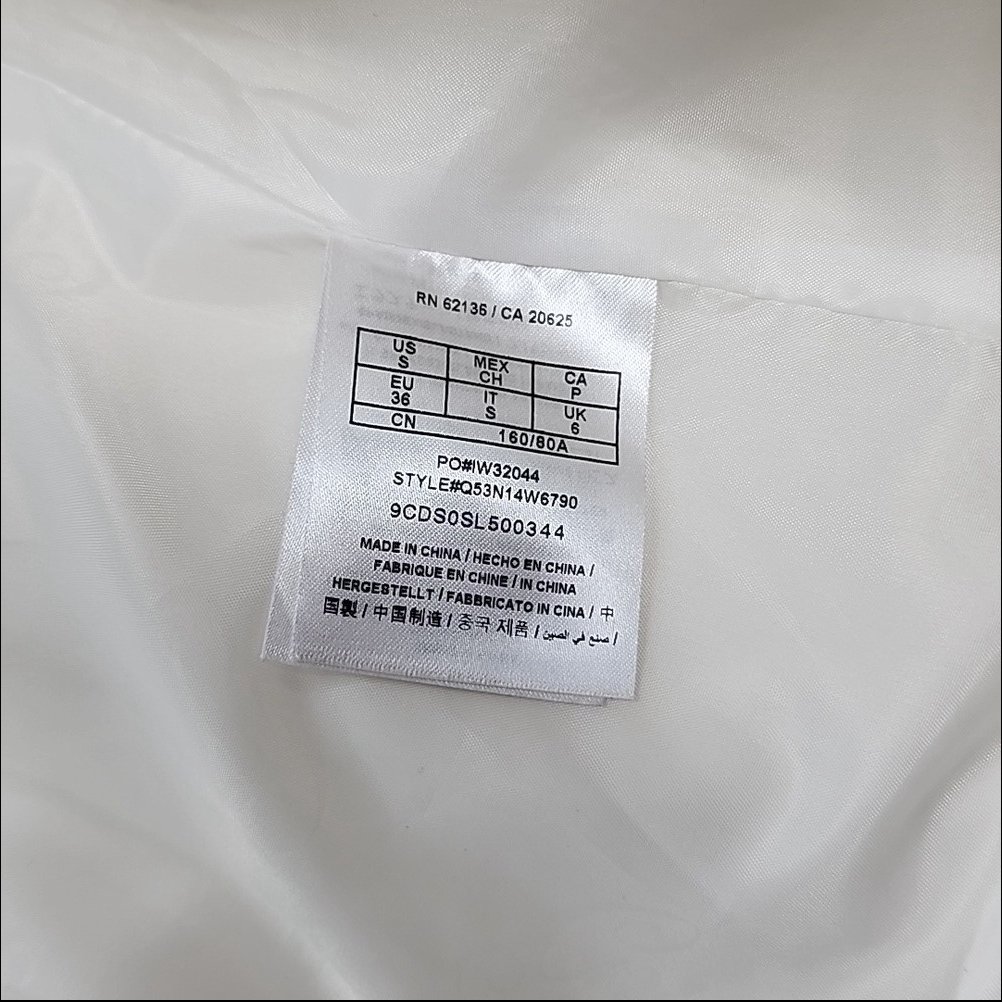 RN 62136 / CA 20625
US MEX CA
S CH P
EU IT UK
36 S 6
CN 160/80A
PO#IW32044
STYLE#Q53N14W6790
9CDS0SL500344
MADE IN CHINA / HECHO EN CHINA /
FABRIQUE EN CHINE / IN CHINA
HERGESTELLT / FABBRICATO IN CINA / 中
国製 / 中国制造 / 중국 제품 / صنع في الصين /